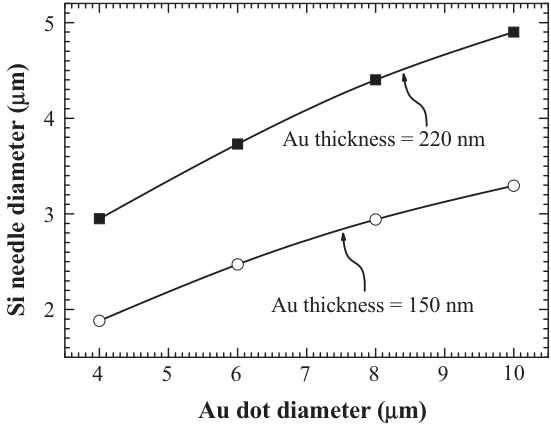 5
4
3
2
Si needle diameter (μm)
Au thickness = 220 nm
Au thickness = 150 nm
4 5 6 7 8 9 10
Au dot diameter (μm)